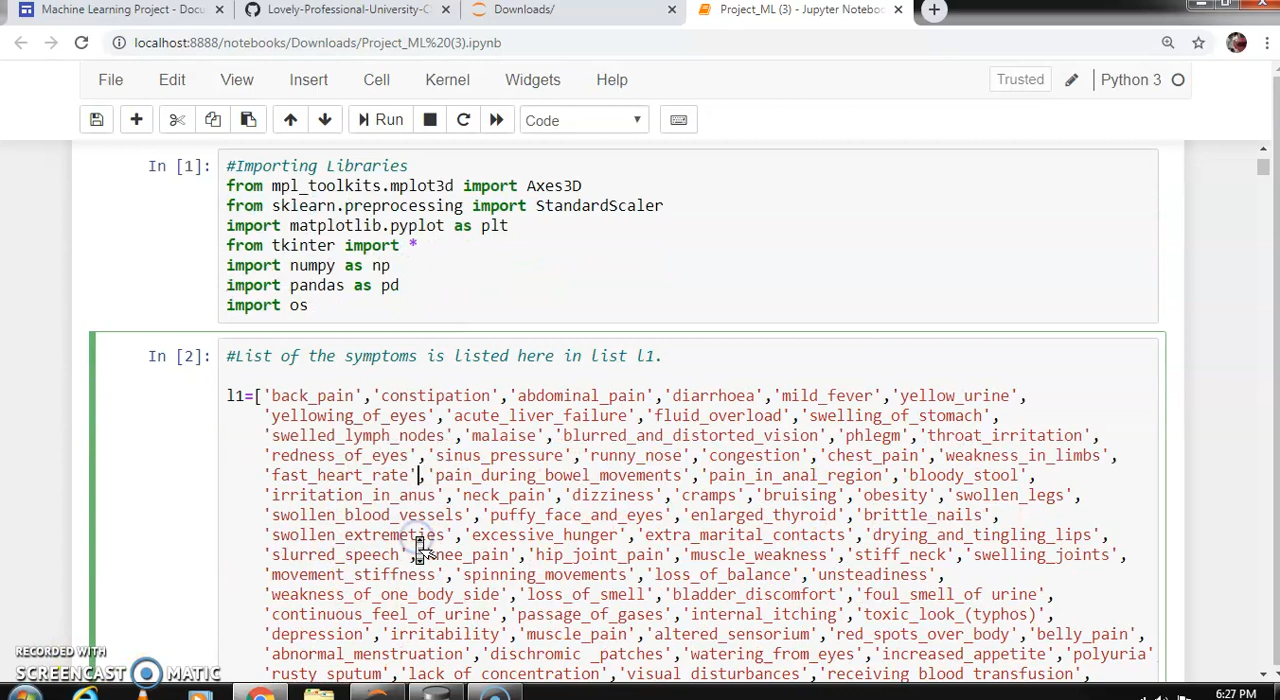 Machine Learning Project - Docu
Lovely-Professional-University-C
Downloads/
Project_ML (3) - Jupyter Noteboo
localhost:8888/notebooks/Downloads/Project_ML%20(3).ipynb
File Edit View Insert Cell Kernel Widgets Help Trusted Python 3
Run Code
In [1]: #Importing Libraries
from mpl_toolkits.mplot3d import Axes3D
from sklearn.preprocessing import StandardScaler
import matplotlib.pyplot as plt
from tkinter import *
import numpy as np
import pandas as pd
import os
In [2]: #List of the symptoms is listed here in list l1.
l1=['back_pain','constipation','abdominal_pain','diarrhoea','mild_fever','yellow_urine',
'yellowing_of_eyes','acute_liver_failure','fluid_overload','swelling_of_stomach',
'swelled_lymph_nodes','malaise','blurred_and_distorted_vision','phlegm','throat_irritation',
'redness_of_eyes','sinus_pressure','runny_nose','congestion','chest_pain','weakness_in_limbs',
'fast_heart_rate','pain_during_bowel_movements','pain_in_anal_region','bloody_stool',
'irritation_in_anus','neck_pain','dizziness','cramps','bruising','obesity','swollen_legs',
'swollen_blood_vessels','puffy_face_and_eyes','enlarged_thyroid','brittle_nails',
'swollen_extremeties','excessive_hunger','extra_marital_contacts','drying_and_tingling_lips',
'slurred_speech','knee_pain','hip_joint_pain','muscle_weakness','stiff_neck','swelling_joints',
'movement_stiffness','spinning_movements','loss_of_balance','unsteadiness',
'weakness_of_one_body_side','loss_of_smell','bladder_discomfort','foul_smell_of urine',
'continuous_feel_of_urine','passage_of_gases','internal_itching','toxic_look_(typhos)',
'depression','irritability','muscle_pain','altered_sensorium','red_spots_over_body','belly_pain',
'abnormal_menstruation','dischromic _patches','watering_from_eyes','increased_appetite','polyuria'
'rusty_sputum','lack_of_concentration','visual_disturbances','receiving_blood_transfusion',
RECORDED WITH
SCREENCAST MATIC
6:27 PM